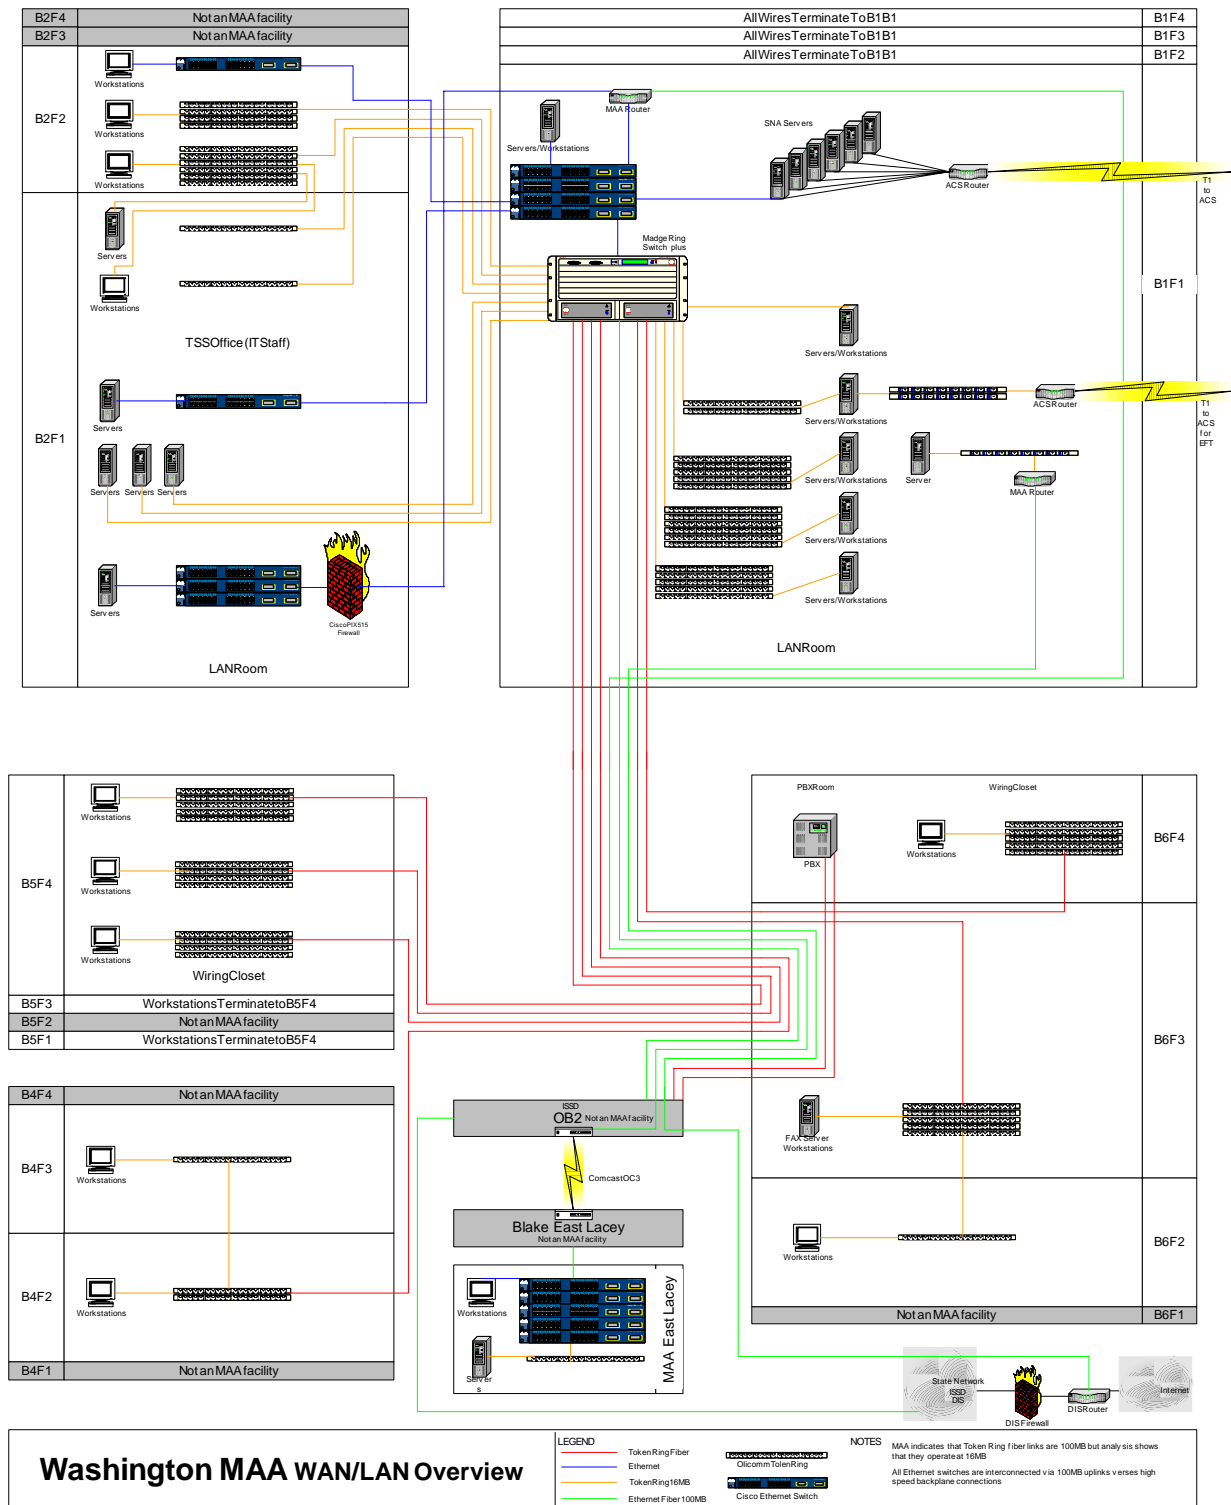 B2F4 Not an MAA facility
B2F3 Not an MAA facility
B2F2
Workstations
Workstations
Workstations
Servers
Workstations
TSS Office (IT Staff)
B2F1
Servers
Servers Servers Servers
Servers
Cisco PIX 515
Firewall
LAN Room
All Wires Terminate To B1B1 B1F4
All Wires Terminate To B1B1 B1F3
All Wires Terminate To B1B1 B1F2
MAA Router
SNA Servers
Servers/Workstations
ACS Router
T1
to
ACS
Madge Ring
Switch plus
B1F1
Servers/Workstations
Servers/Workstations
ACS Router
T1
to
ACS
for
EFT
Servers/Workstations
Server
MAA Router
Servers/Workstations
Servers/Workstations
LAN Room
B5F4
Workstations
Workstations
Workstations
Wiring Closet
B5F3 Workstations Terminate to B5F4
B5F2 Not an MAA facility
B5F1 Workstations Terminate to B5F4
PBX Room
Wiring Closet
PBX
Workstations
B6F4
B6F3
FAX Server
Workstations
Workstations
B6F2
Not an MAA facility B6F1
B4F4 Not an MAA facility
B4F3
Workstations
B4F2
Workstations
B4F1 Not an MAA facility
ISSD
OB2 Not an MAA facility
Comcast OC3
Blake East Lacey
Not an MAA facility
Workstations
Server
s
MAA East Lacey
State Network
ISSD
DIS
DIS Firewall
DIS Router
Internet
Washington MAA WAN/LAN Overview
LEGEND
Token Ring Fiber
Ethernet
Token Ring 16MB
Ethernet Fiber 100MB
Olicomm Tolen Ring
Cisco Ethernet Switch
NOTES
MAA indicates that Token Ring fiber links are 100MB but analysis shows
that they operate at 16MB
All Ethernet switches are interconnected via 100MB uplinks verses high
speed backplane connections